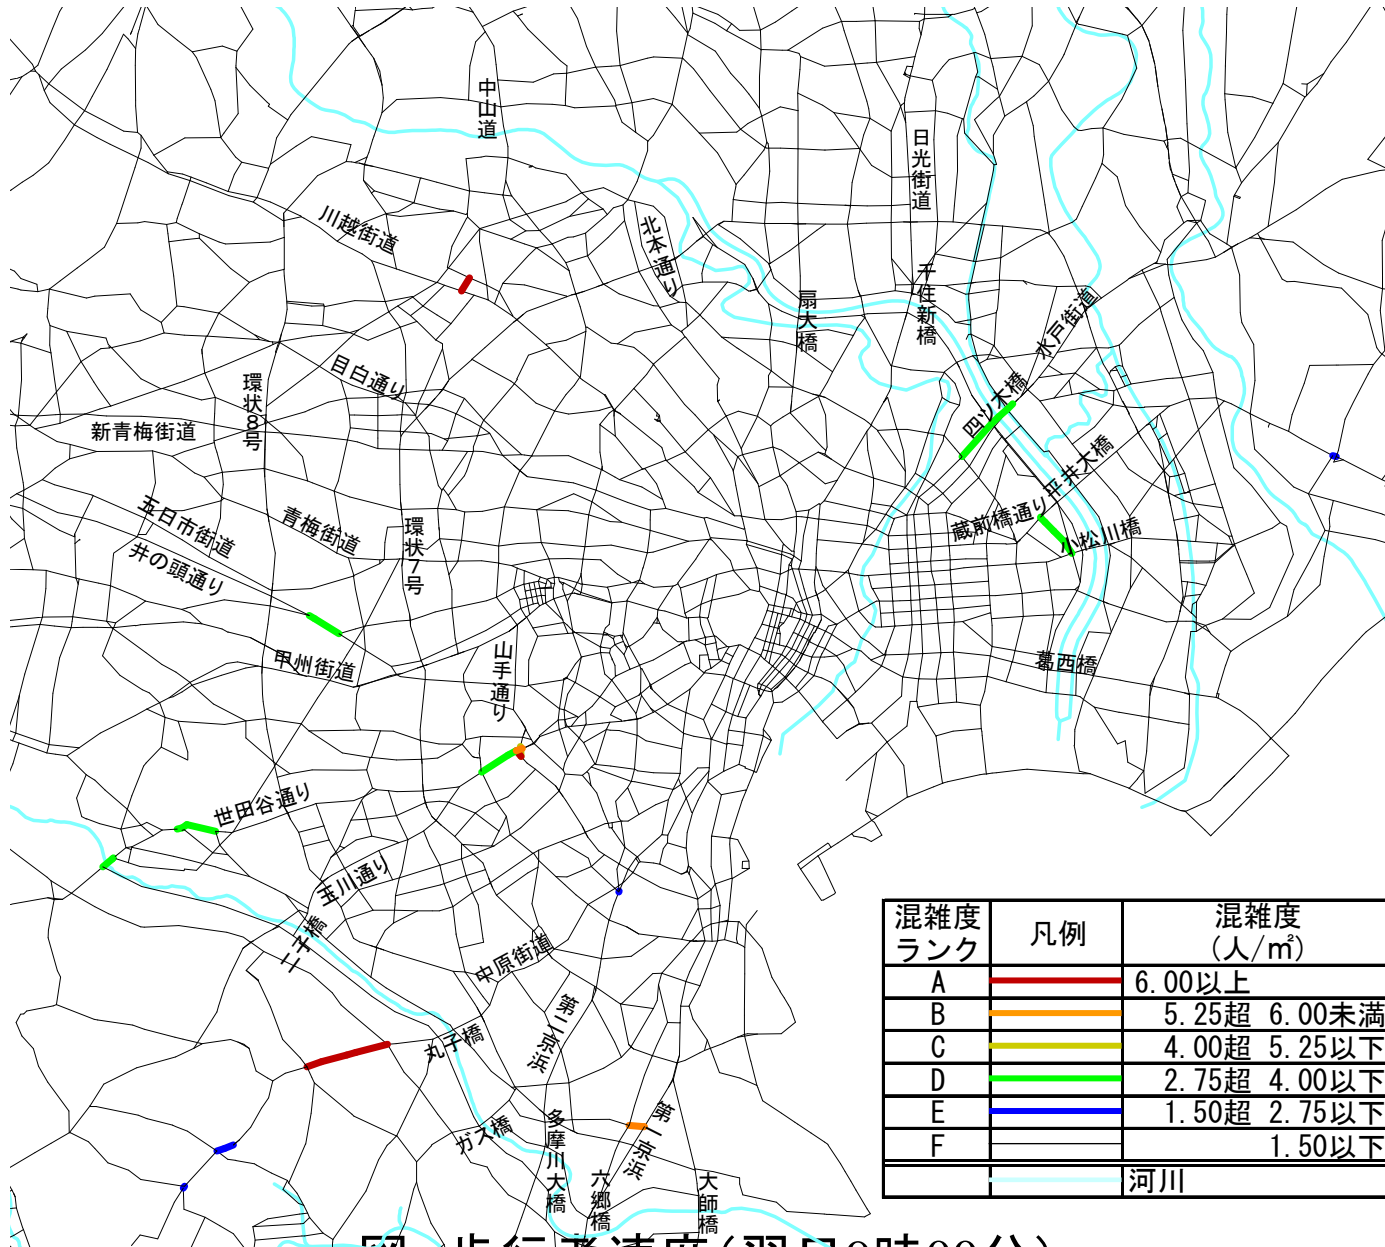 中山道
日光街道
川越街道
北本通り
千住新橋
扇大橋
水戸街道
目白通り
環状8号
四ツ木橋
新青梅街道
平井大橋
五日市街道
青梅街道
蔵前橋通り
環状7号
小松川橋
井の頭通り
甲州街道
山手通り
葛西橋
世田谷通り
玉川通り
二子橋
中原街道
第二京浜
丸子橋
ガス橋
多摩川大橋
第一京浜
六郷橋
大師橋
混雑度ランク 凡例 混雑度(人/㎡)
A 6.00以上
B 5.25超 6.00未満
C 4.00超 5.25以下
D 2.75超 4.00以下
E 1.50超 2.75以下
F 1.50以下
河川